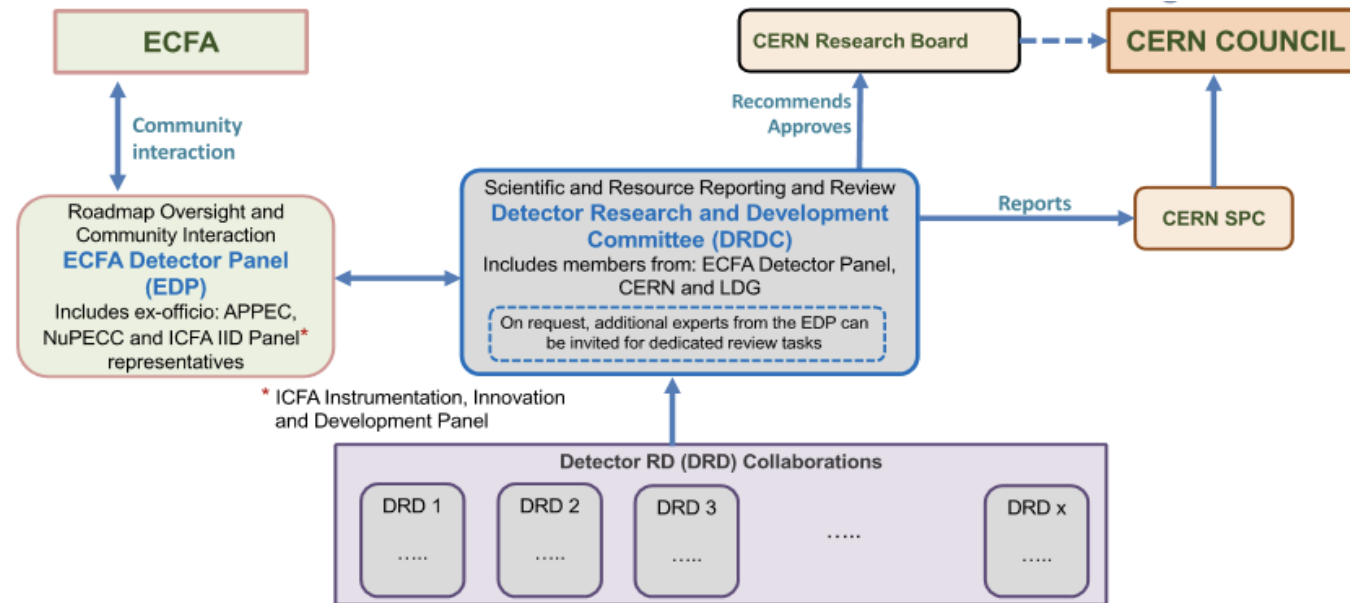 ECFA
CERN Research Board
CERN COUNCIL
Community
interaction
Recommends
Approves
Roadmap Oversight and
Community Interaction
ECFA Detector Panel
(EDP)
Includes ex-officio: APPEC,
NuPECC and ICFA IID Panel*
representatives
Scientific and Resource Reporting and Review
Detector Research and Development
Committee (DRDC)
Includes members from: ECFA Detector Panel,
CERN and LDG
On request, additional experts from the EDP can
be invited for dedicated review tasks
Reports
CERN SPC
* ICFA Instrumentation, Innovation
and Development Panel
Detector RD (DRD) Collaborations
DRD 1
.....
DRD 2
.....
DRD 3
.....
.....
DRD x
...